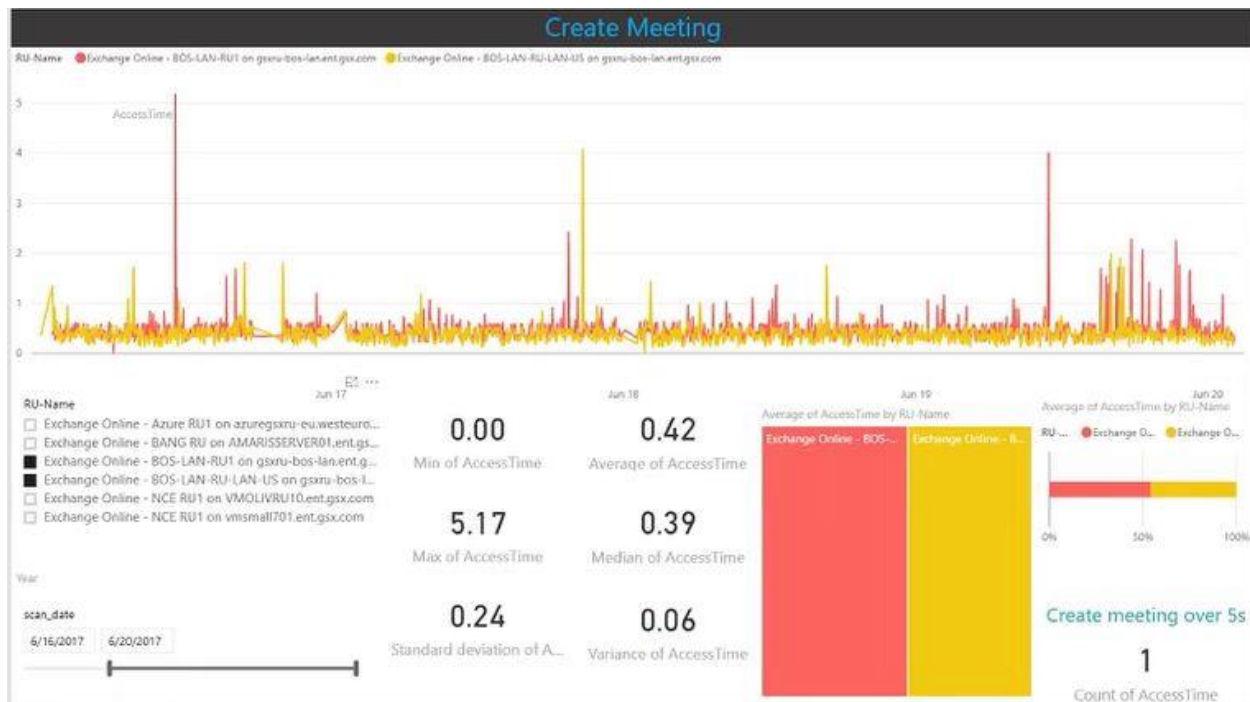 Create Meeting
RU-Name Exchange Online - BOS-LAN-RU1 on gsxru-bos-lan.ent.gsx.com Exchange Online - BOS-LAN-RU-LAN-US on gsxru-bos-lan.ent.gsx.com
5
AccessTime
4
3
2
1
0
Jun 17 Jun 18 Jun 19 Jun 20
RU-Name
Exchange Online - Azure RU1 on azuregsxru-eu.westeuro...
Exchange Online - BANG RU on AMARISSERVER01.ent.gs...
Exchange Online - BOS-LAN-RU1 on gsxru-bos-lan.ent.g...
Exchange Online - BOS-LAN-RU-LAN-US on gsxru-bos-l...
Exchange Online - NCE RU1 on VMOLIVRU10.ent.gsx.com
Exchange Online - NCE RU1 on vmsmall701.ent.gsx.com
Year
scan_date
6/16/2017 6/20/2017
0.00
Min of AccessTime
0.42
Average of AccessTime
5.17
Max of AccessTime
0.39
Median of AccessTime
0.24
Standard deviation of A...
0.06
Variance of AccessTime
Average of AccessTime by RU-Name
Exchange Online - BOS-... Exchange Online - B...
Average of AccessTime by RU-Name
RU-... Exchange O... Exchange O...
0% 50% 100%
Create meeting over 5s
1
Count of AccessTime